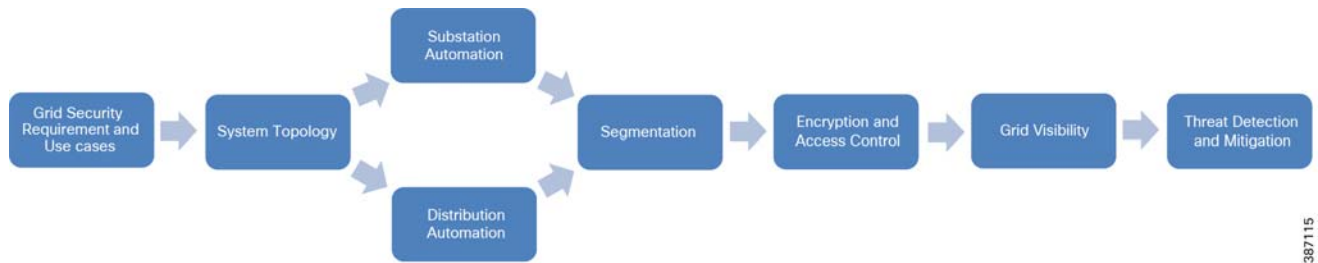 Grid Security
Requirement and
Use cases
System Topology
Substation
Automation
Distribution
Automation
Segmentation
Encryption and
Access Control
Grid Visibility
Threat Detection
and Mitigation
387115